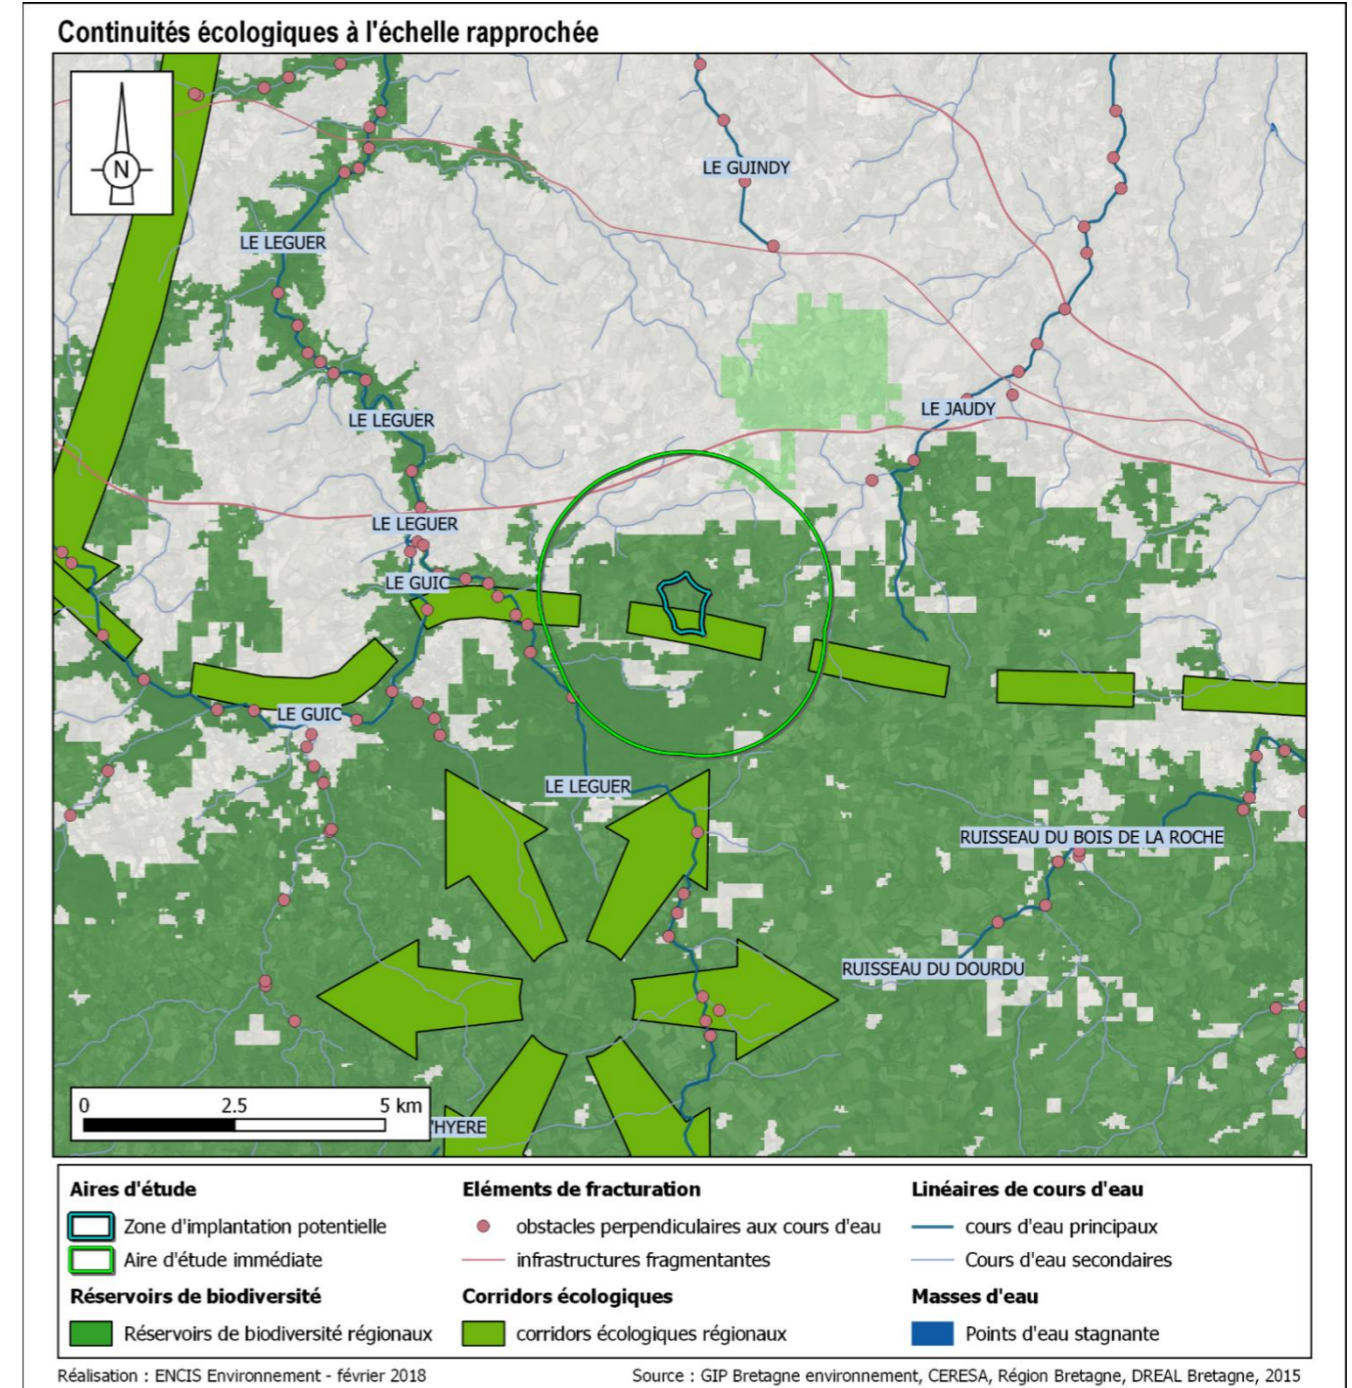 Continuités écologiques à l'échelle rapprochée
N
LE GUINDY
LE LEGUER
LE LEGUER
LE JAUDY
LE LEGUER
LE GUIC
LE GUIC
LE LEGUER
RUISSEAU DU BOIS DE LA ROCHE
RUISSEAU DU DOURDU
0 2.5 5 km
'HYERE
Aires d'étude
Zone d'implantation potentielle
Aire d'étude immédiate
Réservoirs de biodiversité
Réservoirs de biodiversité régionaux
Eléments de fracturation
obstacles perpendiculaires aux cours d'eau
infrastructures fragmentantes
Corridors écologiques
corridors écologiques régionaux
Linéaires de cours d'eau
cours d'eau principaux
Cours d'eau secondaires
Masses d'eau
Points d'eau stagnante
Réalisation : ENCIS Environnement - février 2018
Source : GIP Bretagne environnement, CERESA, Région Bretagne, DREAL Bretagne, 2015